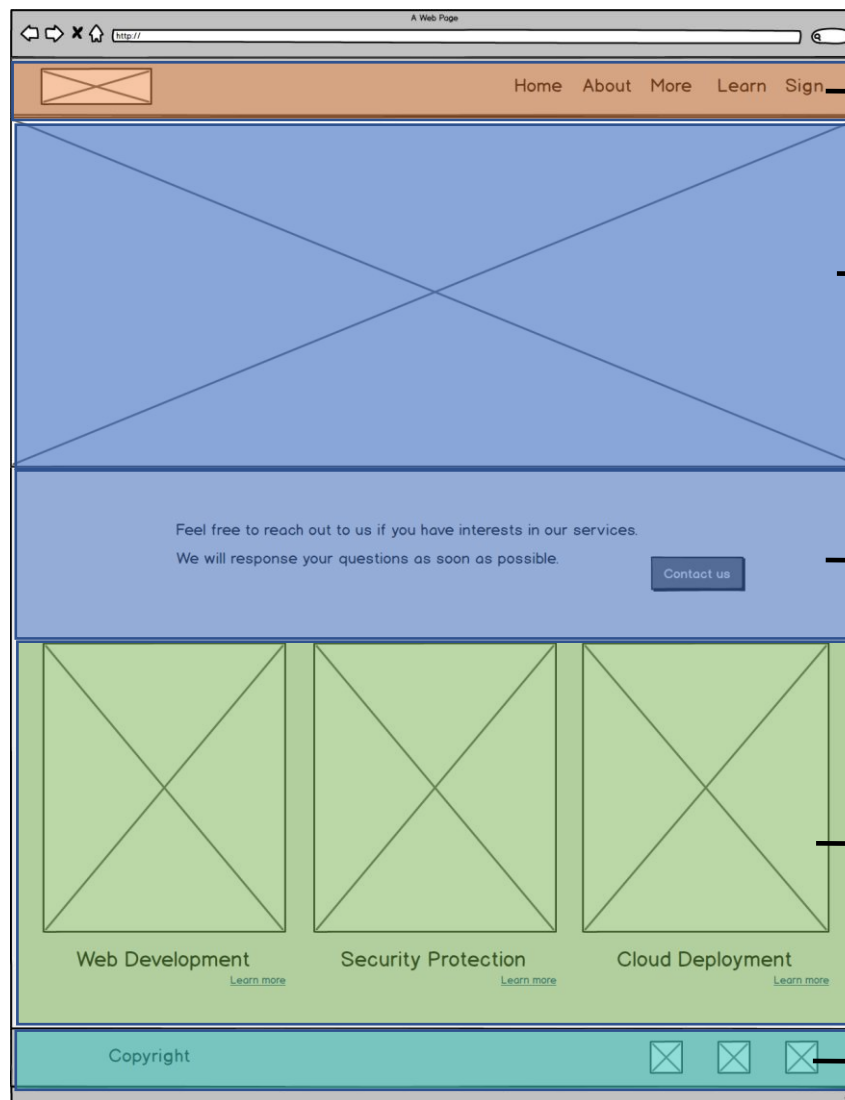 A Web Page
http://
Home About More Learn Sign
Feel free to reach out to us if you have interests in our services.
We will response your questions as soon as possible.
Contact us
Web Development Security Protection Cloud Deployment
Learn more Learn more Learn more
Copyright